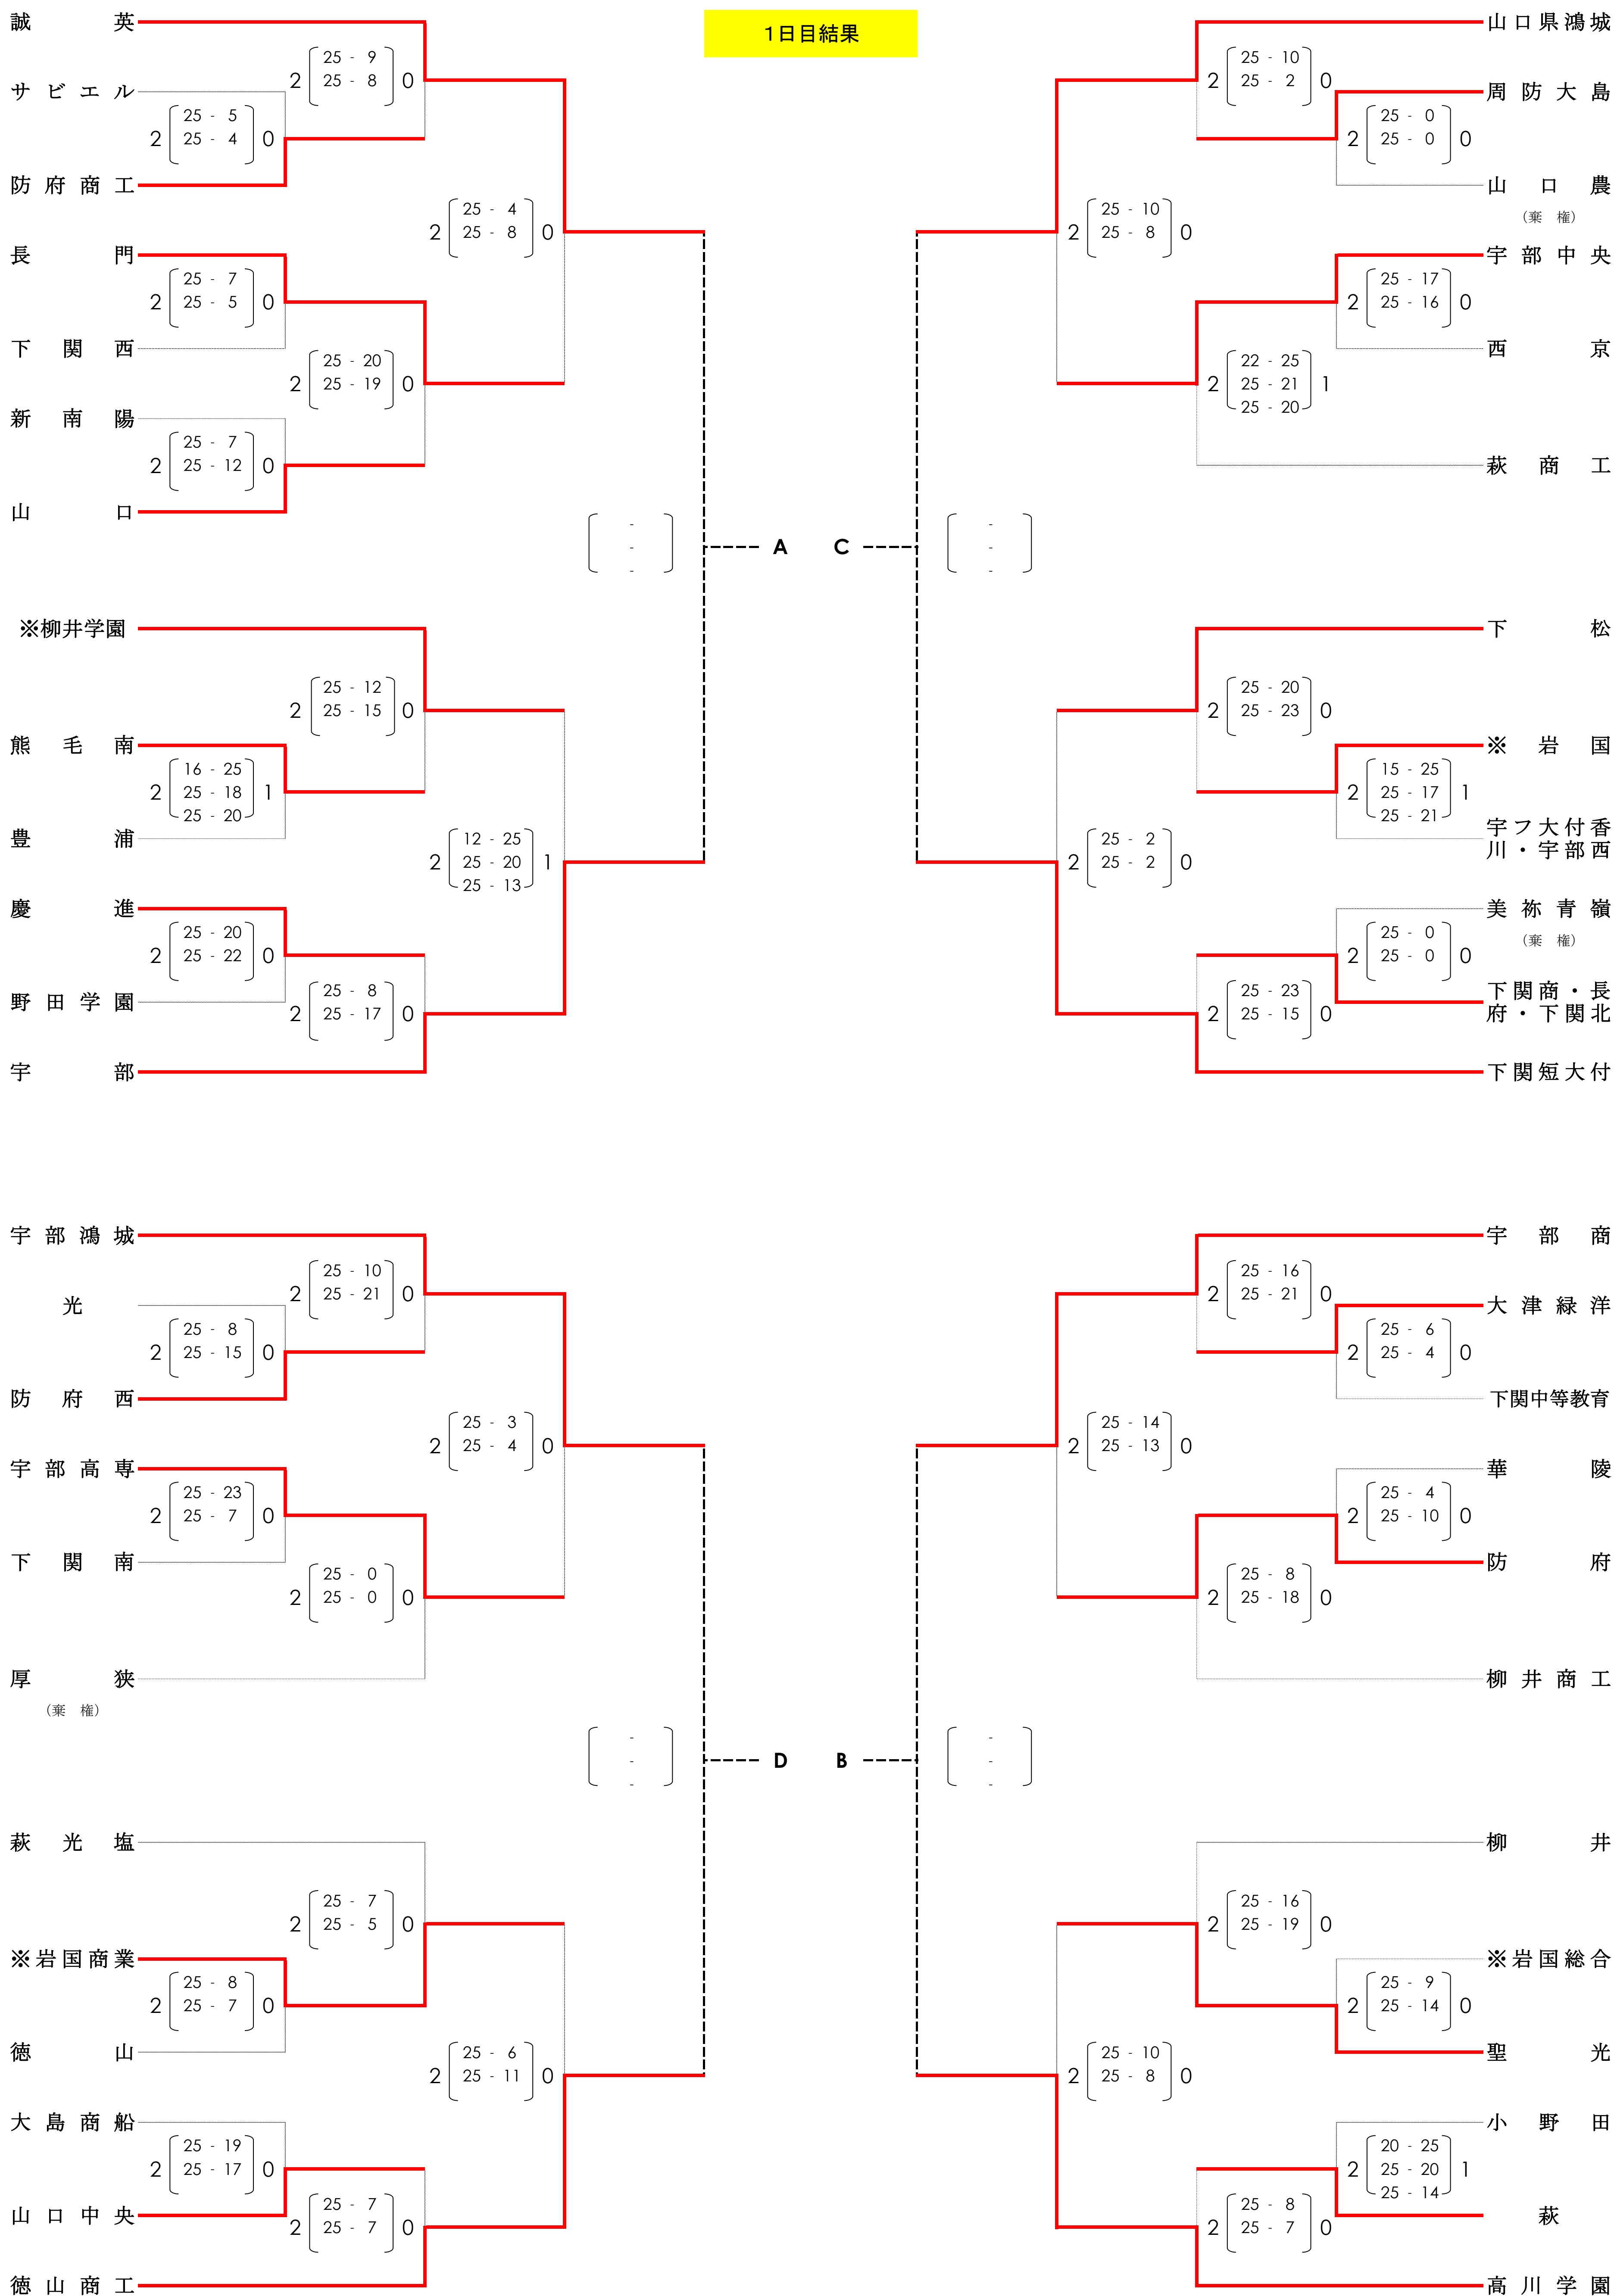 1日目結果
誠英
2 25 - 9 0
25 - 8
サビエル
2 25 - 5 0
25 - 4
防府商工
2 25 - 4 0
25 - 8
長門
2 25 - 7 0
25 - 5
下関西
2 25 - 20 0
25 - 19
新南陽
2 25 - 7 0
25 - 12
山口
-
-
-
A
※柳井学園
2 25 - 12 0
25 - 15
熊毛南
2 16 - 25 1
25 - 18
25 - 20
豊浦
2 12 - 25 1
25 - 20
25 - 13
慶進
2 25 - 20 0
25 - 22
野田学園
2 25 - 8 0
25 - 17
宇部
山口県鴻城
2 25 - 10 0
25 - 2
周防大島
2 25 - 0 0
25 - 0
山口農
(棄権)
2 25 - 10 0
25 - 8
宇部中央
2 25 - 17 0
25 - 16
西京
2 22 - 25 1
25 - 21
25 - 20
萩商工
C
-
-
-
下松
2 25 - 20 0
25 - 23
※岩国
2 15 - 25 1
25 - 17
25 - 21
宇フ大付香
川・宇部西
2 25 - 2 0
25 - 2
美祢青嶺
(棄権)
2 25 - 0 0
25 - 0
下関商・長
府・下関北
2 25 - 23 0
25 - 15
下関短大付
宇部鴻城
2 25 - 10 0
25 - 21
光
2 25 - 8 0
25 - 15
防府西
2 25 - 3 0
25 - 4
宇部高専
2 25 - 23 0
25 - 7
下関南
2 25 - 0 0
25 - 0
厚狭
(棄権)
-
-
-
D
萩光塩
2 25 - 7 0
25 - 5
※岩国商業
2 25 - 8 0
25 - 7
徳山
2 25 - 6 0
25 - 11
大島商船
2 25 - 19 0
25 - 17
山口中央
2 25 - 7 0
25 - 7
徳山商工
宇部商
2 25 - 16 0
25 - 21
大津緑洋
2 25 - 6 0
25 - 4
下関中等教育
2 25 - 14 0
25 - 13
華陵
2 25 - 4 0
25 - 10
防府
2 25 - 8 0
25 - 18
柳井商工
B
-
-
-
柳井
2 25 - 16 0
25 - 19
※岩国総合
2 25 - 9 0
25 - 14
聖光
2 25 - 10 0
25 - 8
小野田
2 20 - 25 1
25 - 20
25 - 14
萩
2 25 - 8 0
25 - 7
高川学園